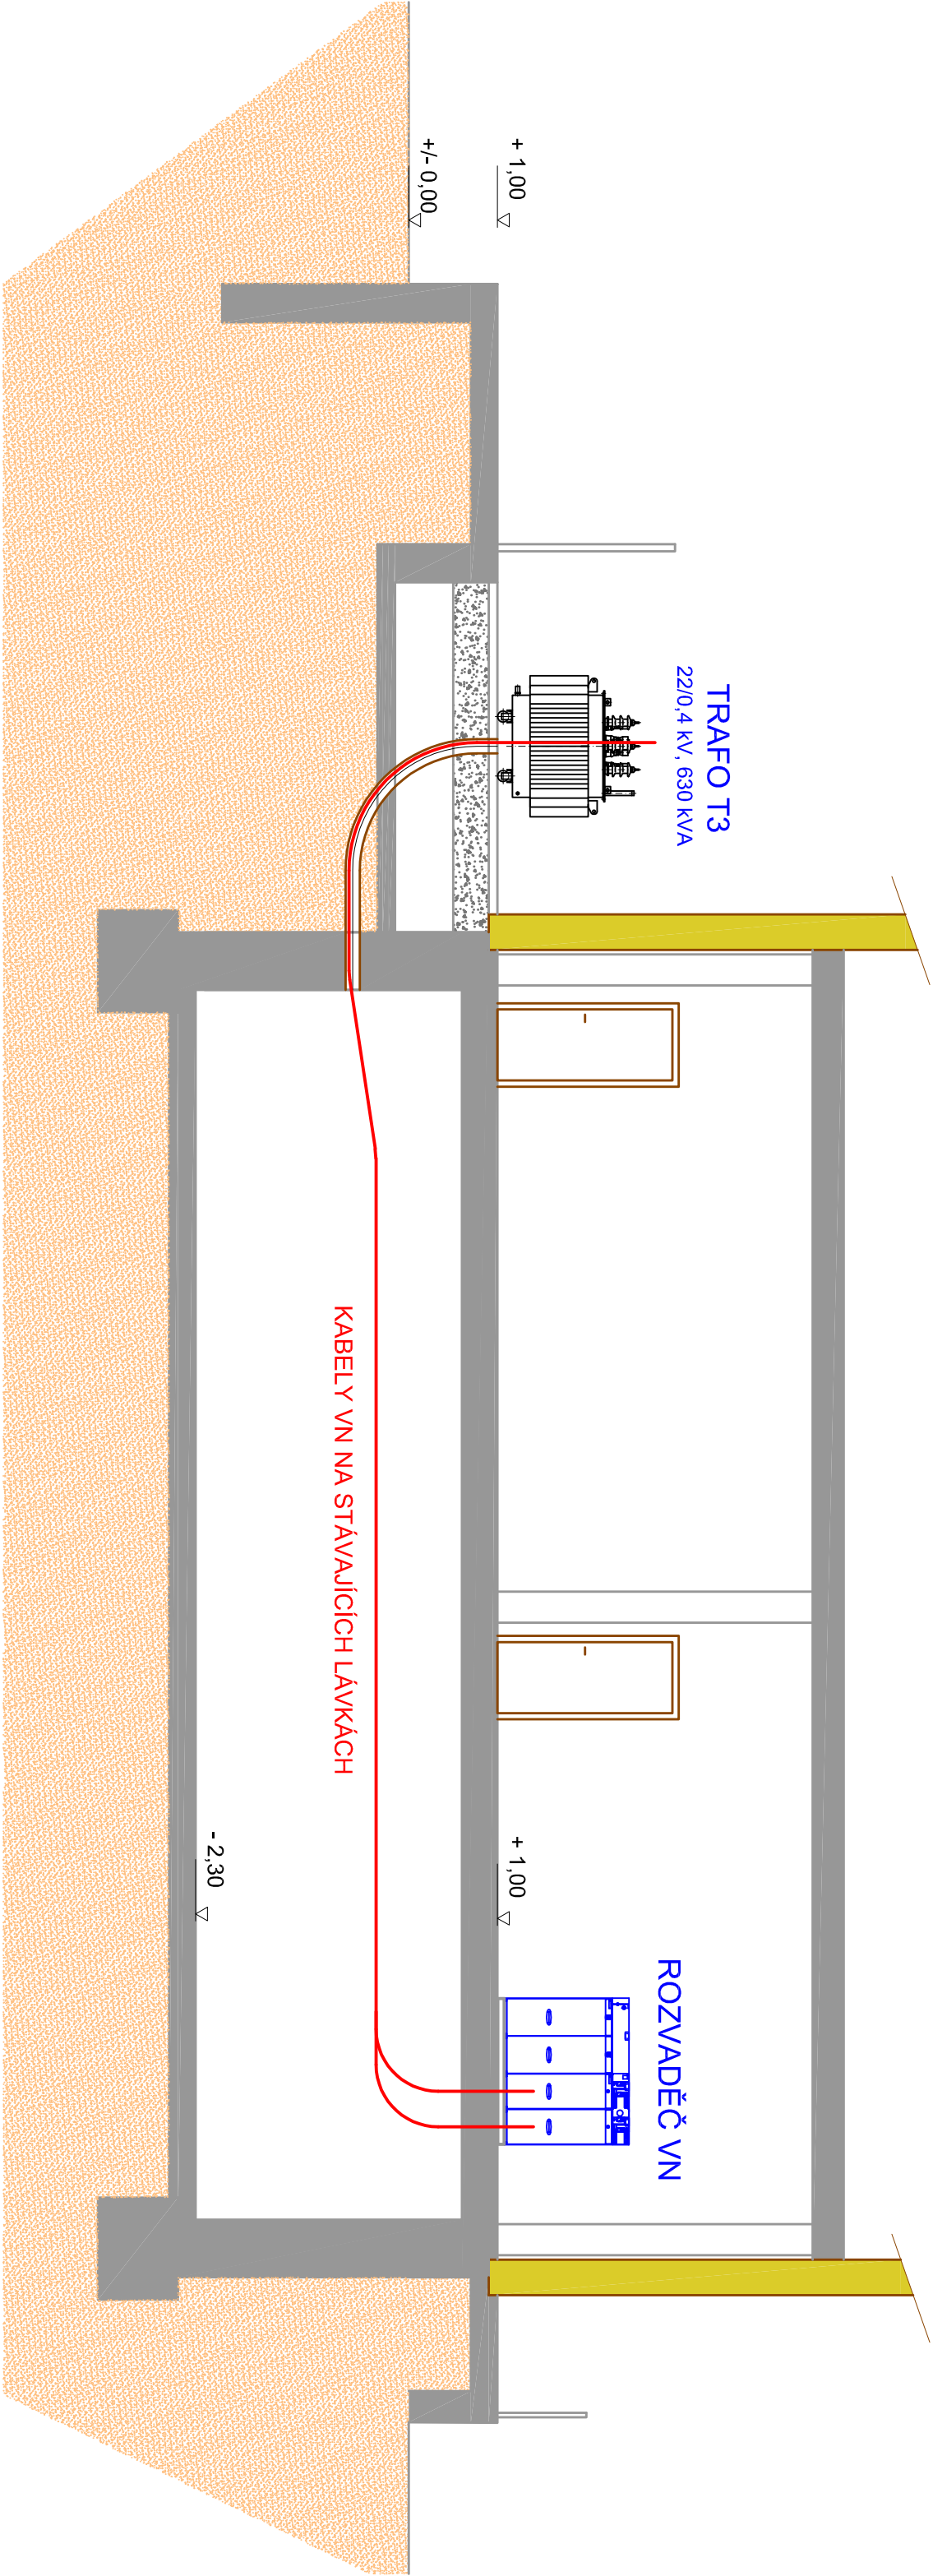 + 1,00
+/- 0,00
TRAFO T3
22/0,4 kV, 630 kVA
KABELY VN NA STÁVAJÍCÍCH LÁVKÁCH
- 2,30
+ 1,00
ROZVADĚČ VN